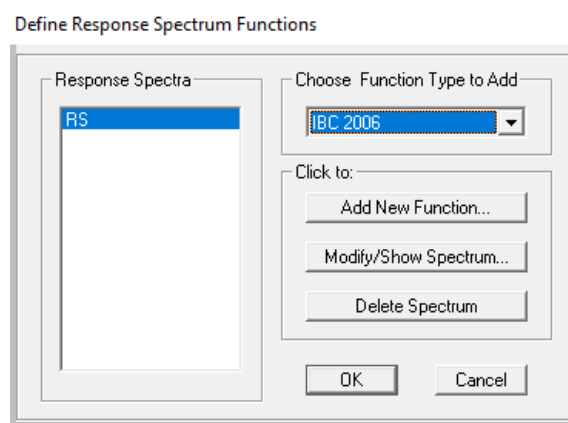 Define Response Spectrum Functions
Response Spectra
RS
Choose Function Type to Add
IBC 2006
Click to:
Add New Function...
Modify/Show Spectrum...
Delete Spectrum
OK
Cancel